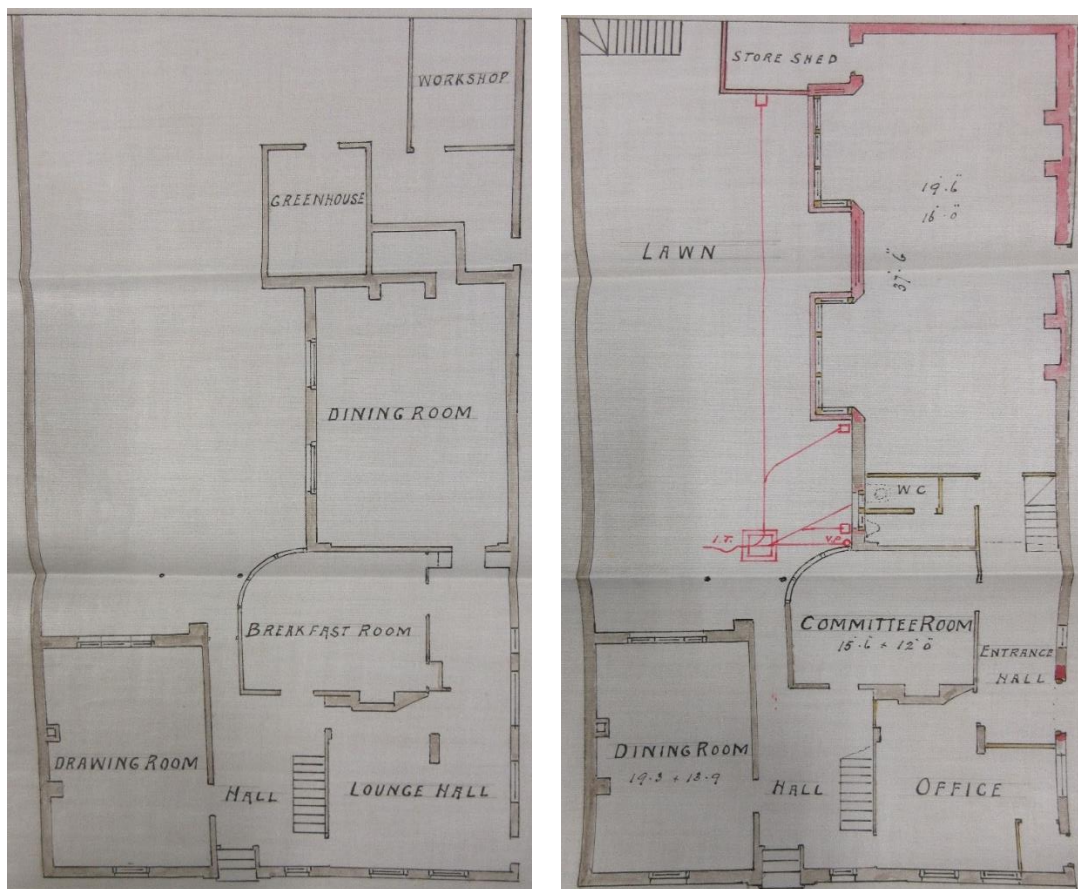 WORKSHOP
GREENHOUSE
DINING ROOM
BREAKFAST ROOM
DRAWING ROOM
HALL
LOUNGE HALL
STORE SHED
19.6
16.0
LAWN
37.6
WC
I.T.
V.P.
COMMITTEE ROOM
15.6 + 12.0
ENTRANCE
HALL
DINING ROOM
19.3 + 13.9
HALL
OFFICE